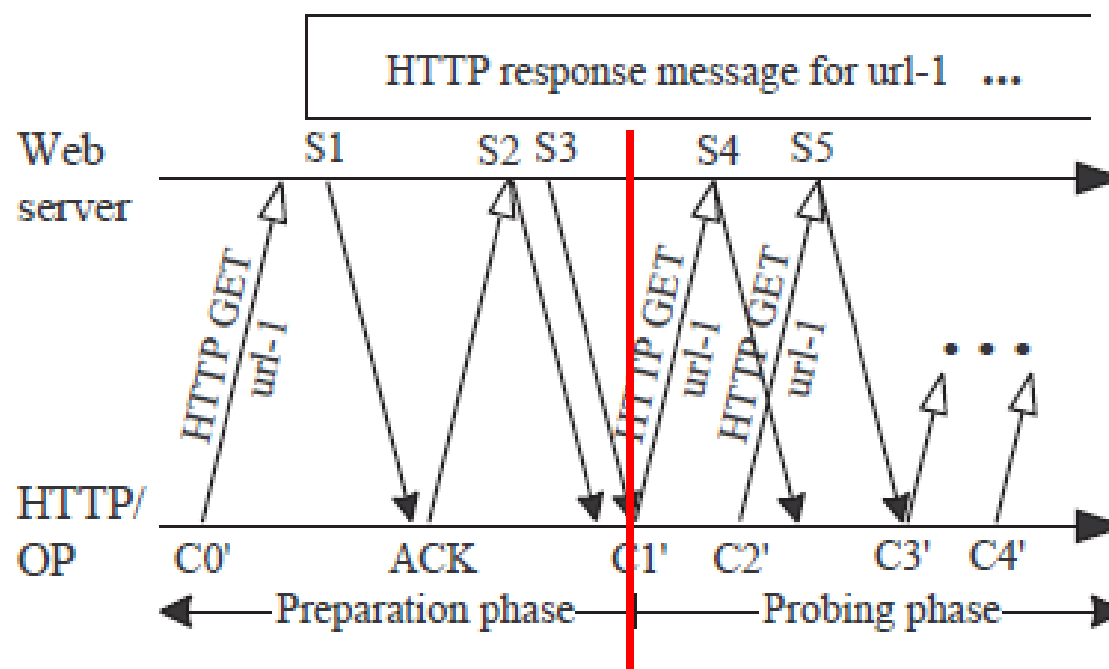 HTTP response message for url-1 ...
Web
server
S1
S2
S3
S4
S5
HTTP GET
url-1
HTTP GET
url-1
HTTP GET
url-1
HTTP/
OP
C0'
ACK
C1'
C2'
C3'
C4'
Preparation phase
Probing phase